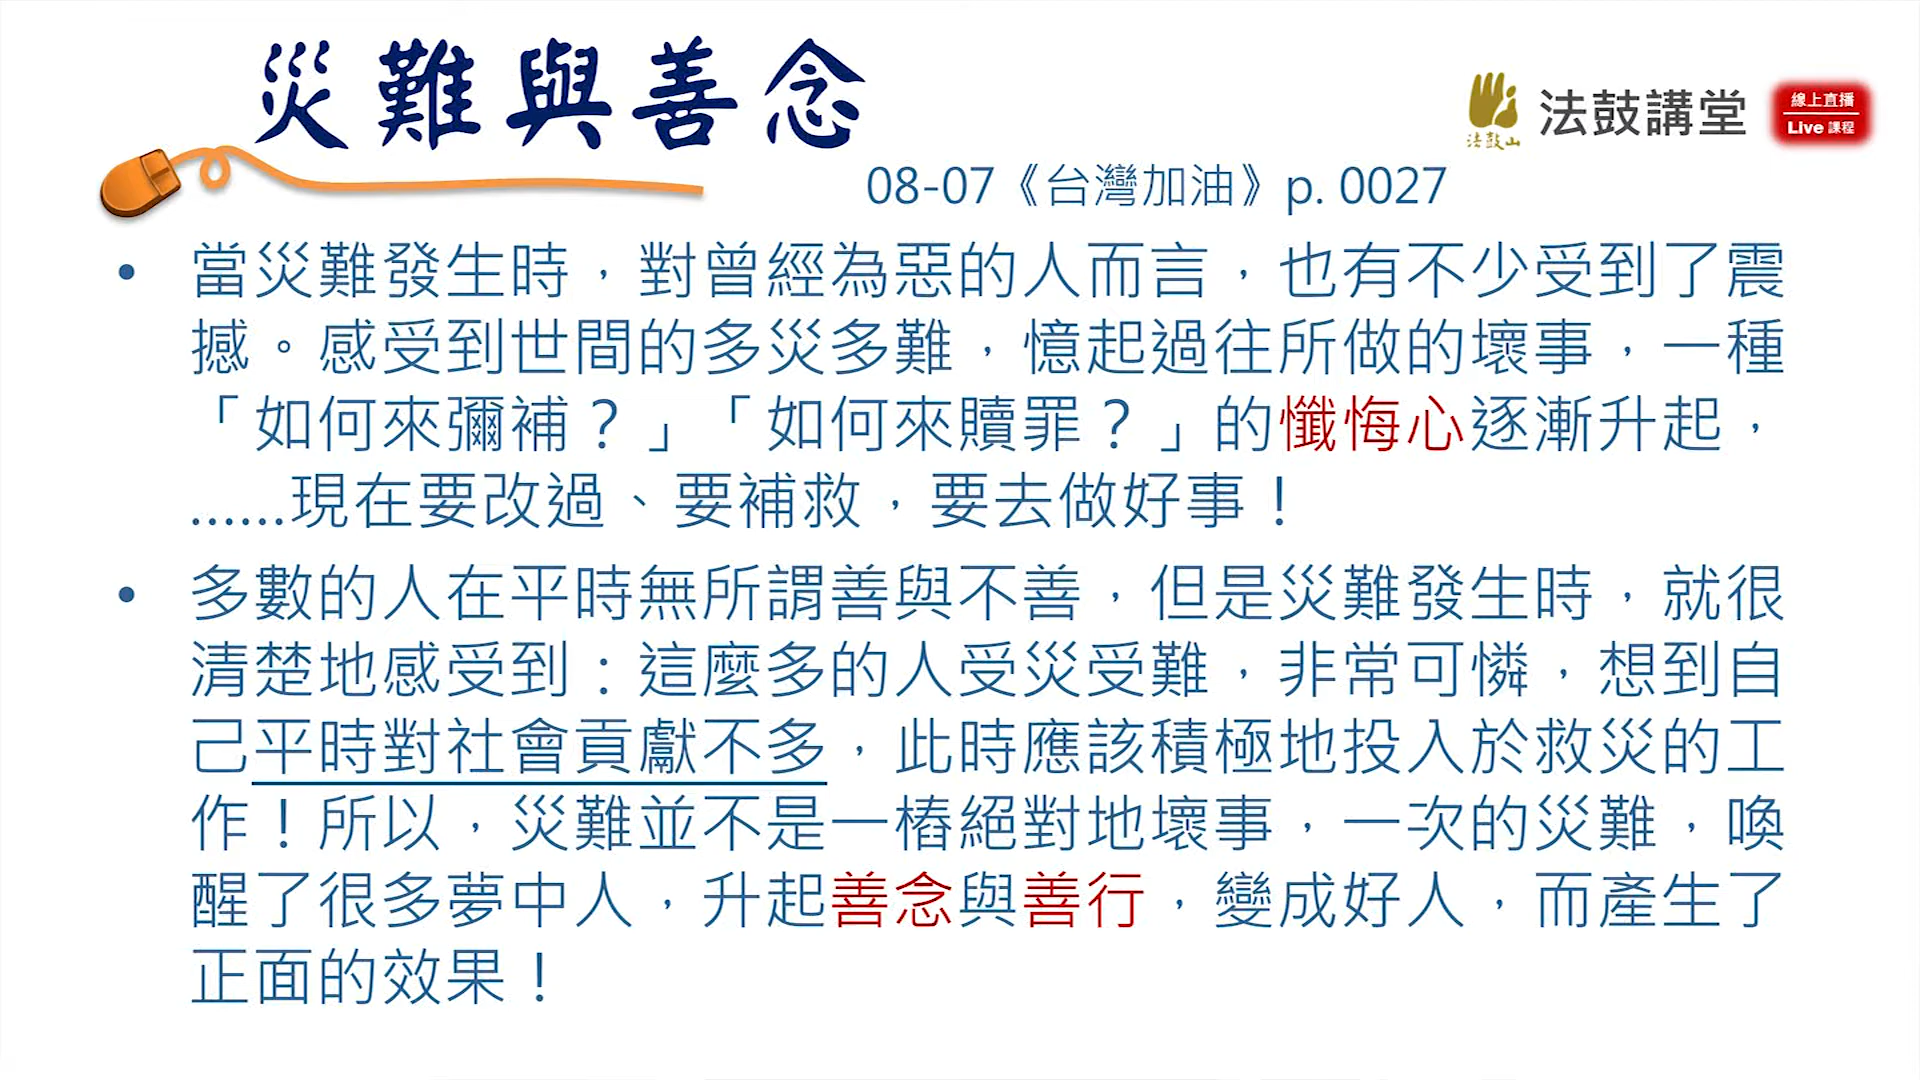 災難與善念
法鼓山
法鼓講堂
線上直播
Live 課程
08-07《台灣加油》p. 0027
• 當災難發生時，對曾經為惡的人而言，也有不少受到了震
撼。感受到世間的多災多難，憶起過往所做的壞事，一種
「如何來彌補？」「如何來贖罪？」的懺悔心逐漸升起，
......現在要改過、要補救，要去做好事！
• 多數的人在平時無所謂善與不善，但是災難發生時，就很
清楚地感受到：這麼多的人受災受難，非常可憐，想到自
己平時對社會貢獻不多，此時應該積極地投入於救災的工
作！所以，災難並不是一樁絕對地壞事，一次的災難，喚
醒了很多夢中人，升起善念與善行，變成好人，而產生了
正面的效果！